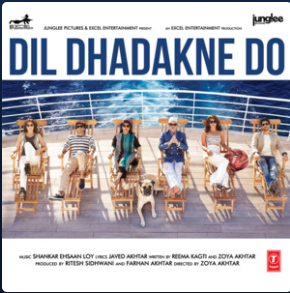 junglee
JUNGLEE PICTURES & EXCEL ENTERTAINMENT PRESENT AN EXCEL ENTERTAINMENT PRODUCTION
DIL DHADAKNE DO
MUSIC SHANKAR EHSAAN LOY LYRICS JAVED AKHTAR WRITTEN BY REEMA KAGTI AND ZOYA AKHTAR
PRODUCED BY RITESH SIDHWANI AND FARHAN AKHTAR DIRECTED BY ZOYA AKHTAR
T